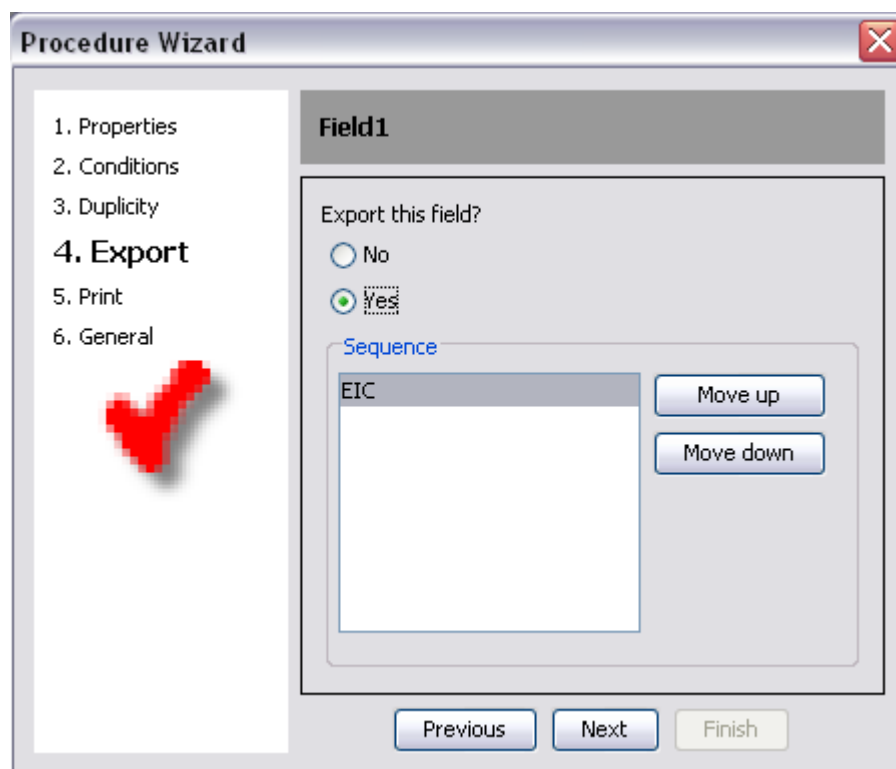 Procedure Wizard
1. Properties
2. Conditions
3. Duplicity
4. Export
5. Print
6. General
Field1
Export this field?
No
Yes
Sequence
EIC
Move up
Move down
Previous
Next
Finish